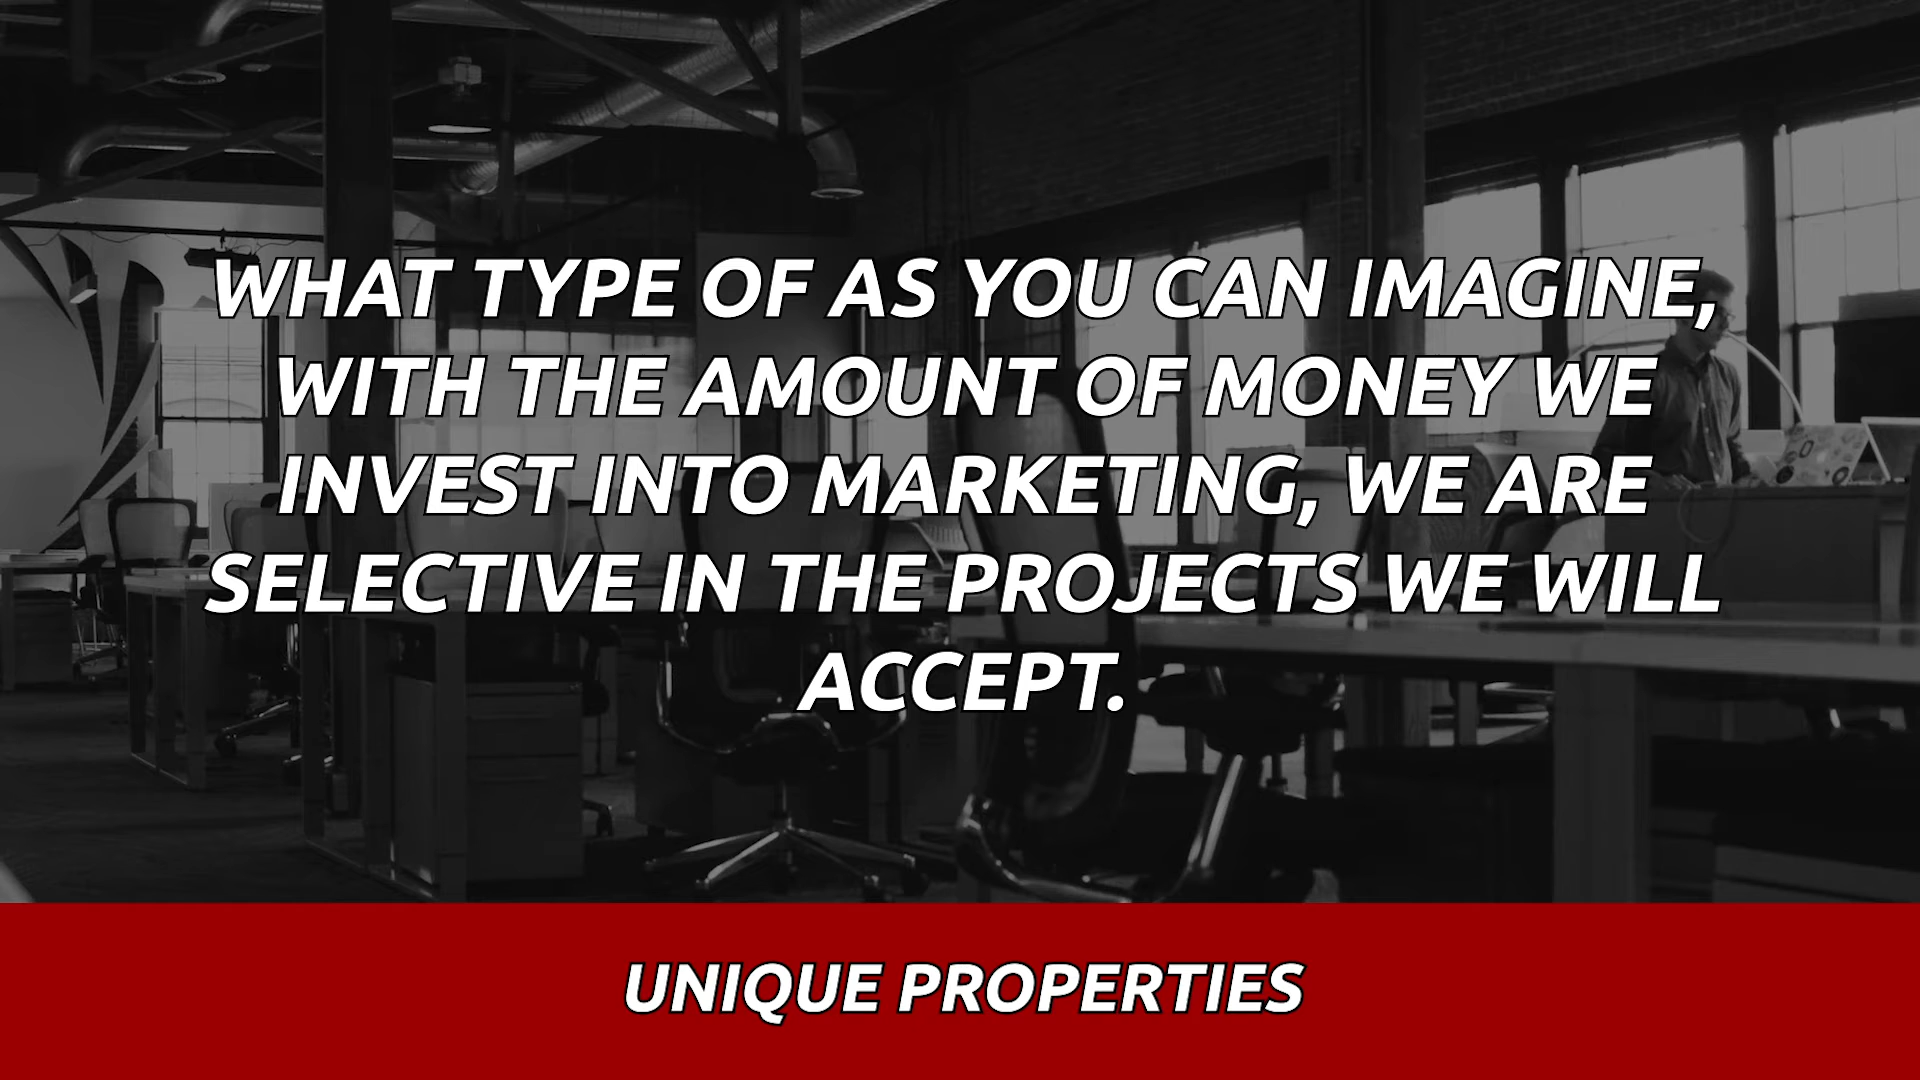 WHAT TYPE OF AS YOU CAN IMAGINE,
WITH THE AMOUNT OF MONEY WE
INVEST INTO MARKETING, WE ARE
SELECTIVE IN THE PROJECTS WE WILL
ACCEPT.
UNIQUE PROPERTIES